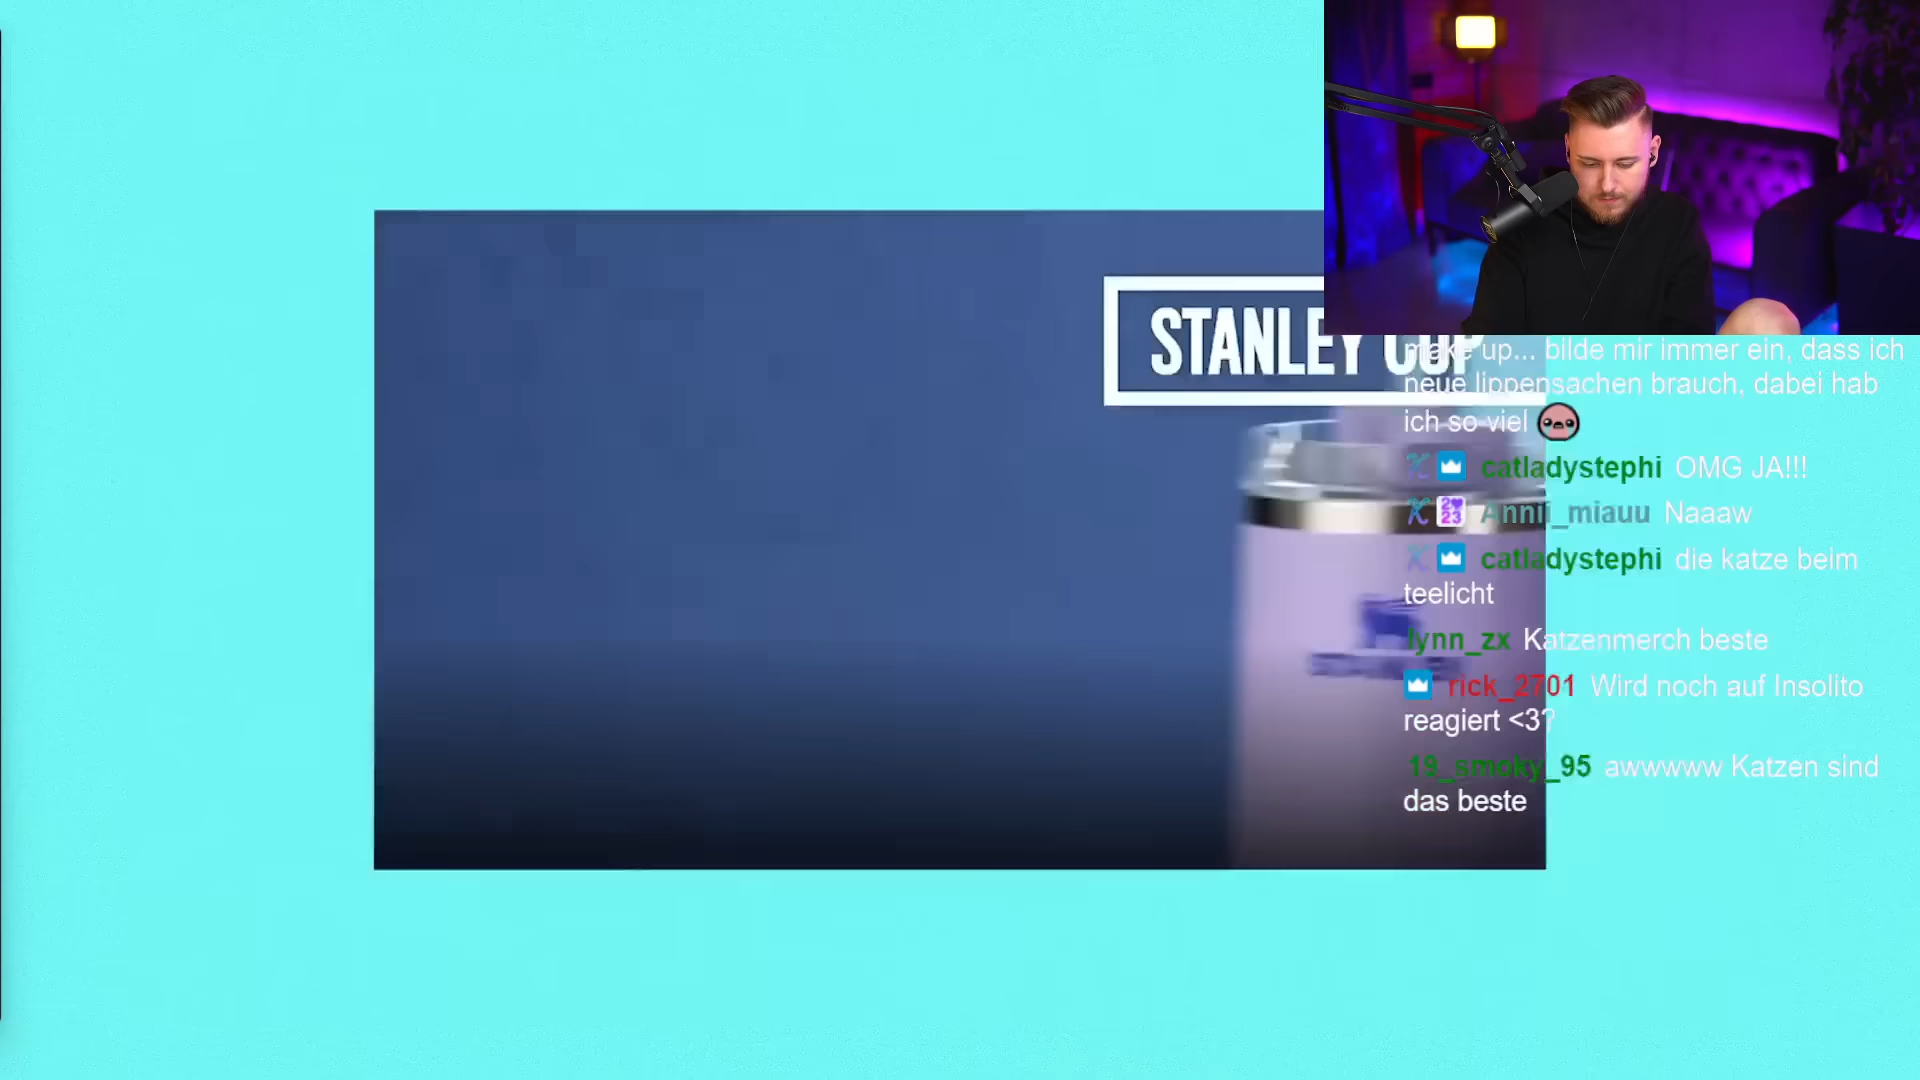 STANLEY CUP
make up... bilde mir immer ein, dass ich
neue lippensachen brauch, dabei hab
ich so viel
catladystephi OMG JA!!!
Annii_miauu Naaaw
catladystephi die katze beim
teelicht
lynn_zx Katzenmerch beste
rick_2701 Wird noch auf Insolito
reagiert <3?
19_smoky_95 awwwww Katzen sind
das beste